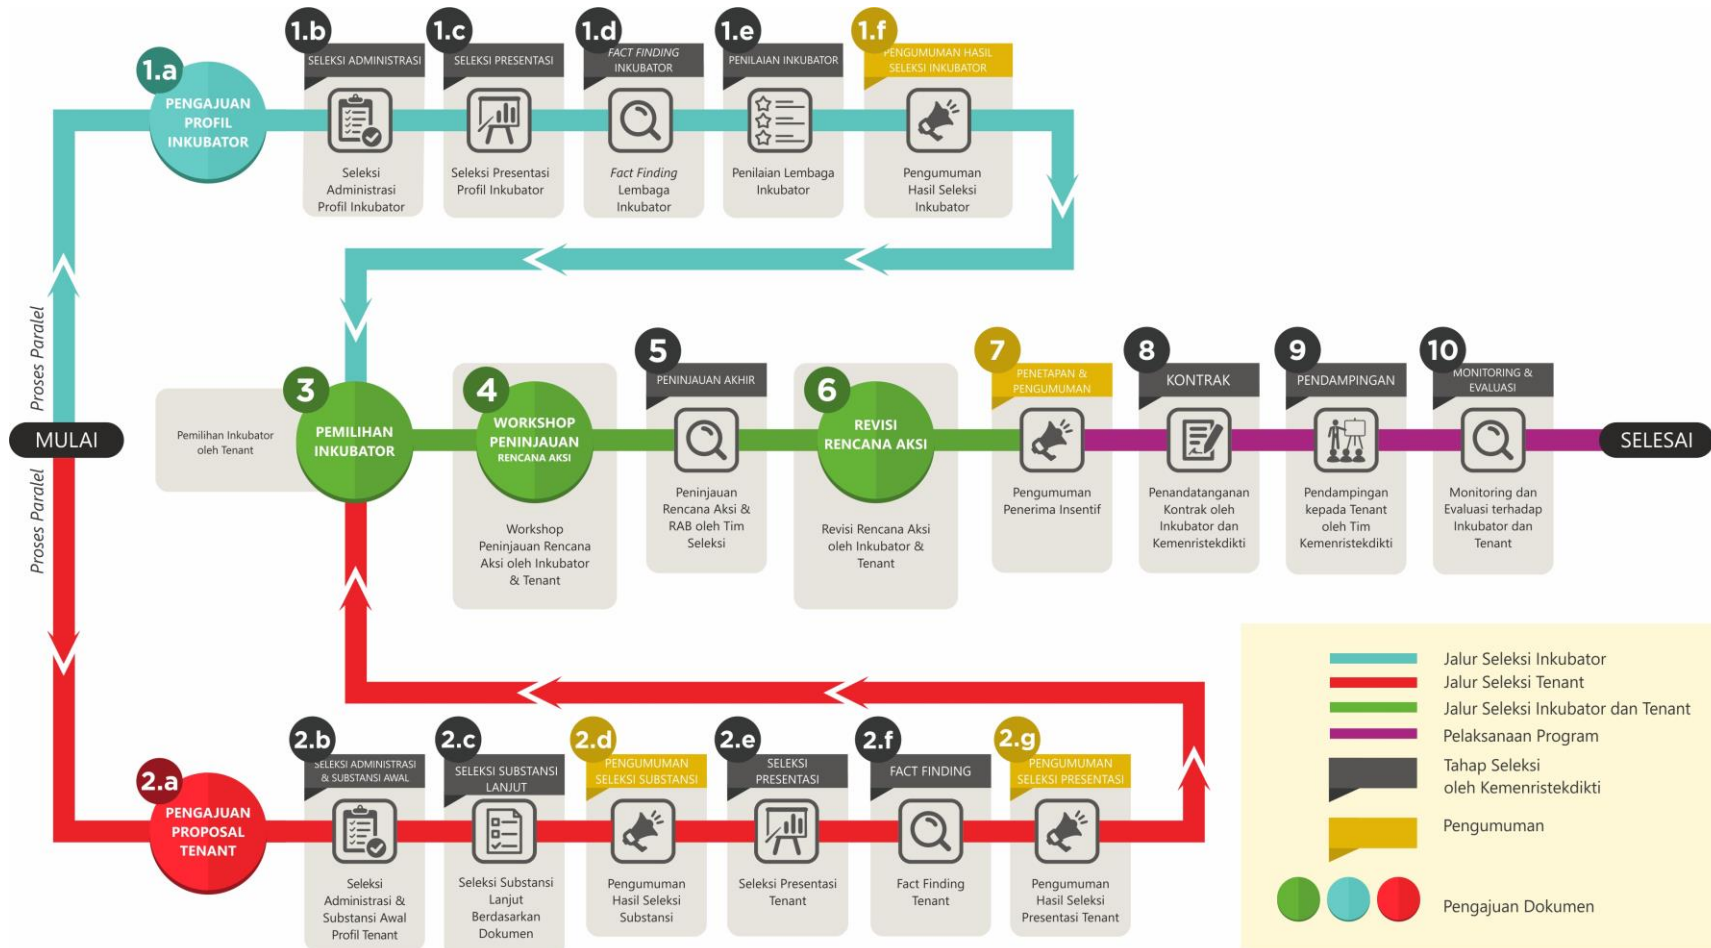 1.a
PENGAJUAN
PROFIL
INKUBATOR
1.b
SELEKSI ADMINISTRASI
Seleksi
Administrasi
Profil Inkubator
1.c
SELEKSI PRESENTASI
Seleksi Presentasi
Profil Inkubator
1.d
FACT FINDING
INKUBATOR
Fact Finding
Lembaga
Inkubator
1.e
PENILAIAN INKUBATOR
Penilaian Lembaga
Inkubator
1.f
PENGUMUMAN HASIL
SELEKSI INKUBATOR
Pengumuman
Hasil Seleksi
Inkubator
Proses Paralel
MULAI
Proses Paralel
Pemilihan Inkubator
oleh Tenant
3
PEMILIHAN
INKUBATOR
4
WORKSHOP
PENINJAUAN
RENCANA AKSI
Workshop
Peninjauan Rencana
Aksi oleh Inkubator
& Tenant
5
PENINJAUAN AKHIR
Peninjauan
Rencana Aksi &
RAB oleh Tim
Seleksi
6
REVISI
RENCANA AKSI
Revisi Rencana Aksi
oleh Inkubator &
Tenant
7
PENETAPAN &
PENGUMUMAN
Pengumuman
Penerima Insentif
8
KONTRAK
Penandatanganan
Kontrak oleh
Inkubator dan
Kemenristekdikti
9
PENDAMPINGAN
Pendampingan
kepada Tenant
oleh Tim
Kemenristekdikti
10
MONITORING &
EVALUASI
Monitoring dan
Evaluasi terhadap
Inkubator dan
Tenant
SELESAI
2.a
PENGAJUAN
PROPOSAL
TENANT
2.b
SELEKSI ADMINISTRASI
& SUBSTANSI AWAL
Seleksi
Administrasi &
Substansi Awal
Profil Tenant
2.c
SELEKSI SUBSTANSI
LANJUT
Seleksi Substansi
Lanjut
Berdasarkan
Dokumen
2.d
PENGUMUMAN
SELEKSI SUBSTANSI
Pengumuman
Hasil Seleksi
Substansi
2.e
SELEKSI
PRESENTASI
Seleksi Presentasi
Tenant
2.f
FACT FINDING
Fact Finding
Tenant
2.g
PENGUMUMAN
SELEKSI PRESENTASI
Pengumuman
Hasil Seleksi
Presentasi Tenant
Jalur Seleksi Inkubator
Jalur Seleksi Tenant
Jalur Seleksi Inkubator dan Tenant
Pelaksanaan Program
Tahap Seleksi
oleh Kemenristekdikti
Pengumuman
Pengajuan Dokumen